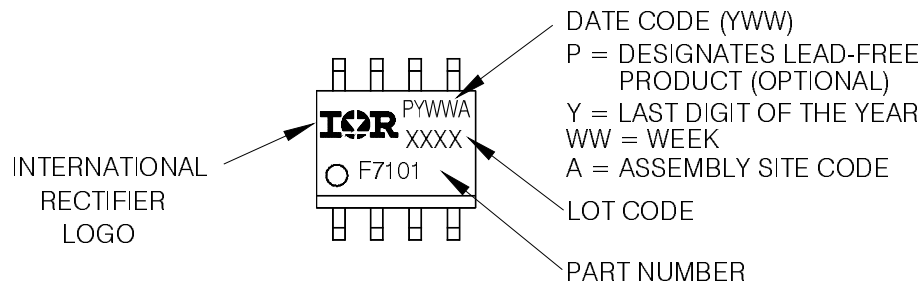 DATE CODE (YWW)
P = DESIGNATES LEAD-FREE
PRODUCT (OPTIONAL)
Y = LAST DIGIT OF THE YEAR
WW = WEEK
A = ASSEMBLY SITE CODE
LOT CODE
PART NUMBER
INTERNATIONAL
RECTIFIER
LOGO
IOR
PYWWA
XXXX
F7101